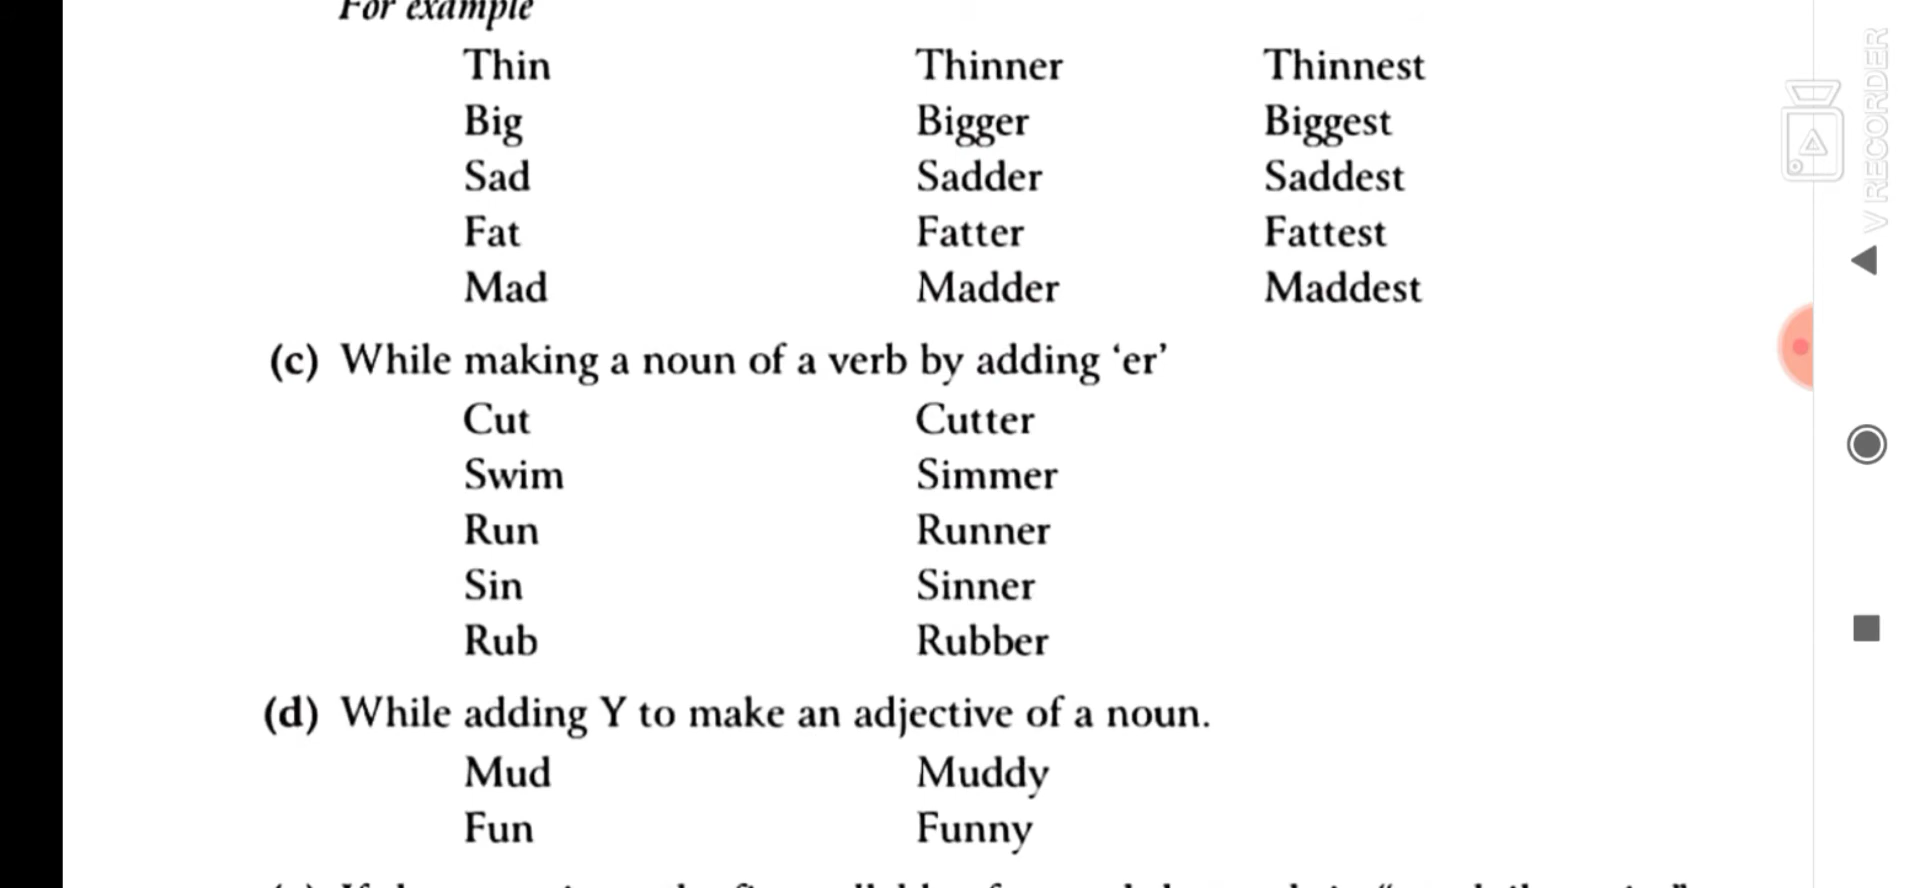 For example
Thin Thinner Thinnest
Big Bigger Biggest
Sad Sadder Saddest
Fat Fatter Fattest
Mad Madder Maddest
(c) While making a noun of a verb by adding ‘er’
Cut Cutter
Swim Simmer
Run Runner
Sin Sinner
Rub Rubber
(d) While adding Y to make an adjective of a noun.
Mud Muddy
Fun Funny
V RECORDER